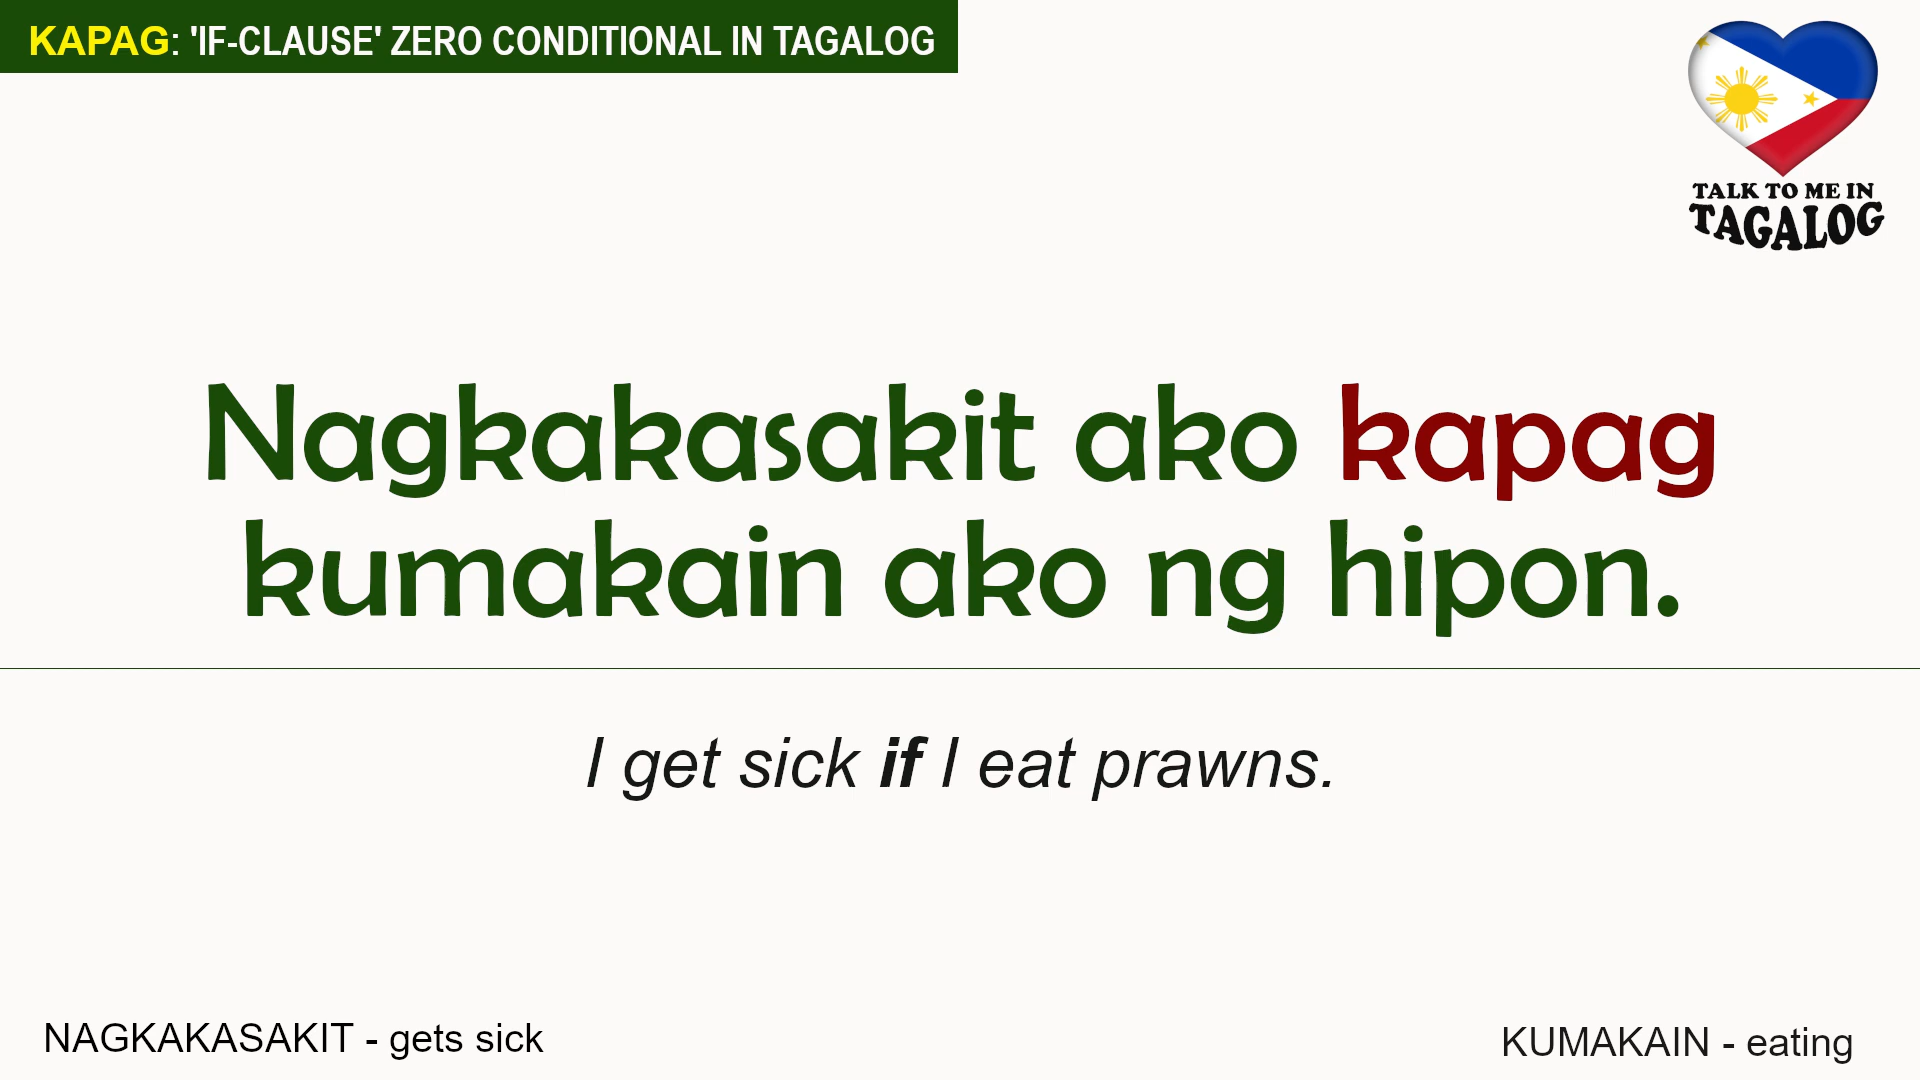 KAPAG: 'IF-CLAUSE' ZERO CONDITIONAL IN TAGALOG
TALK TO ME IN
TAGALOG
Nagkakasakit ako kapag
kumakain ako ng hipon.
I get sick if I eat prawns.
NAGKAKASAKIT - gets sick
KUMAKAIN - eating